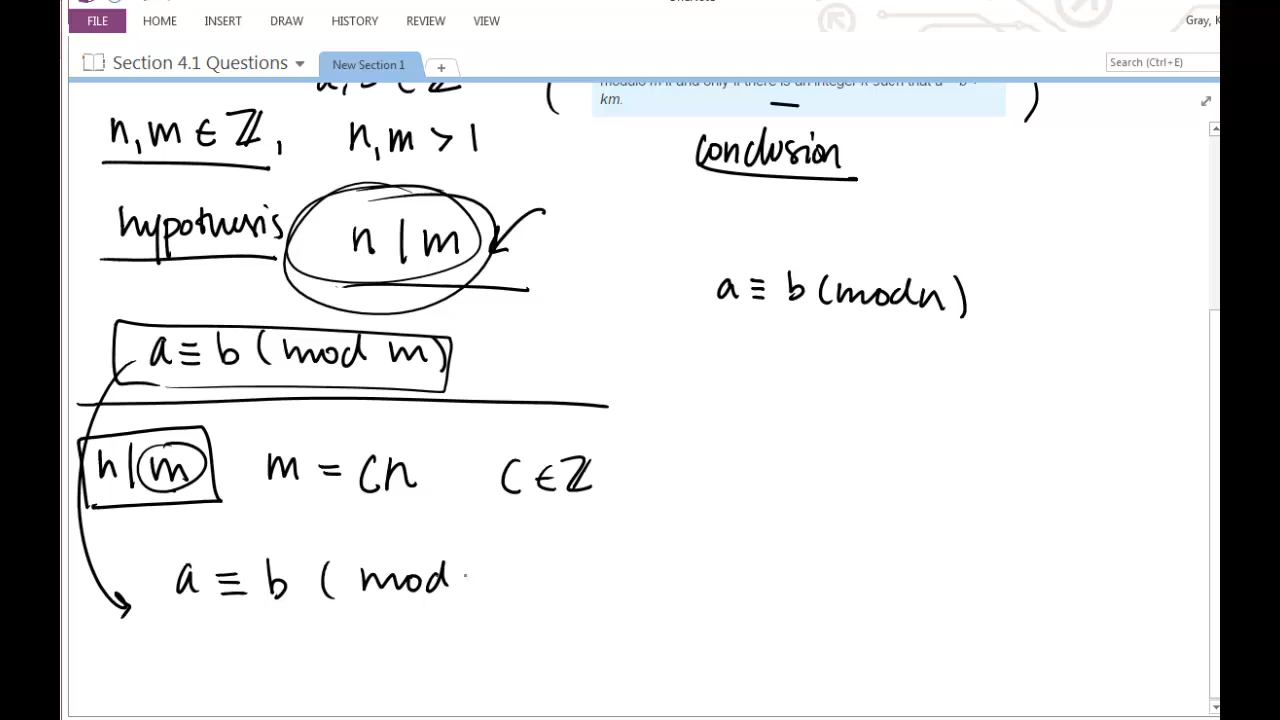 FILE HOME INSERT DRAW HISTORY REVIEW VIEW Gray, K
Section 4.1 Questions New Section 1 + Search (Ctrl+E)
km.
n, m ∈ ℤ, n, m > 1
conclusion
hypothesis n | m
a ≡ b (mod n)
a ≡ b (mod m)
n | m m = cn c ∈ ℤ
a ≡ b ( mod